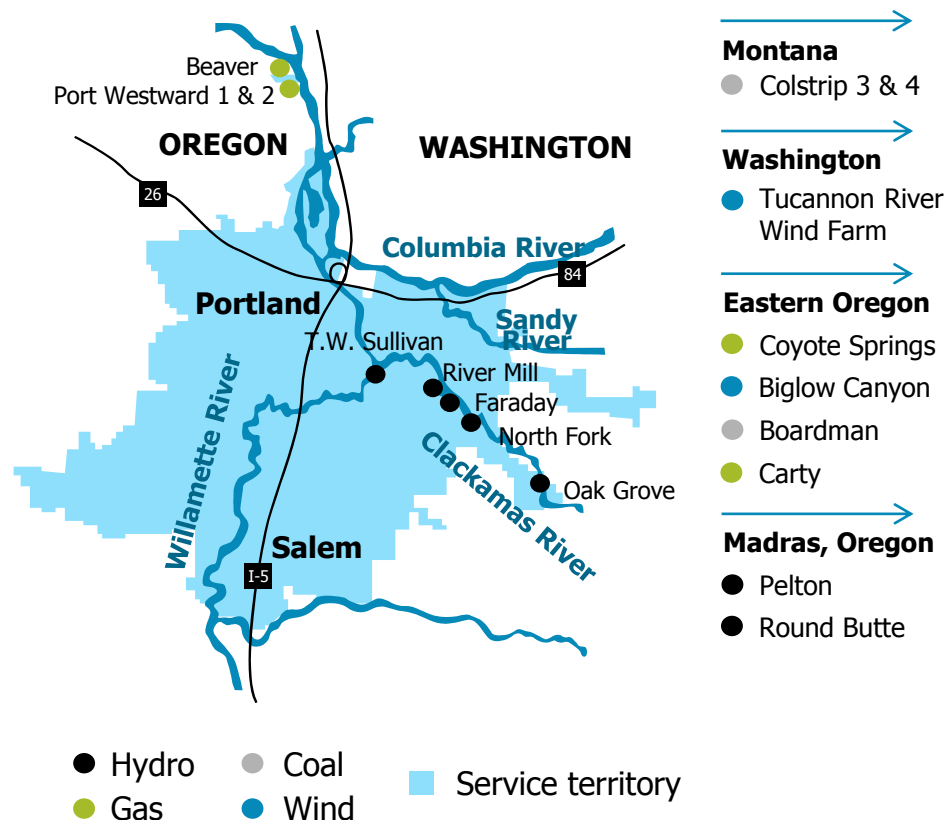 Beaver
Port Westward 1 & 2
OREGON
WASHINGTON
26
Columbia River
84
Portland
Sandy
River
T.W. Sullivan
River Mill
Faraday
North Fork
Oak Grove
Willamette River
Clackamas River
Salem
I-5
Montana
Colstrip 3 & 4
Washington
Tucannon River
Wind Farm
Eastern Oregon
Coyote Springs
Biglow Canyon
Boardman
Carty
Madras, Oregon
Pelton
Round Butte
Hydro
Coal
Gas
Wind
Service territory